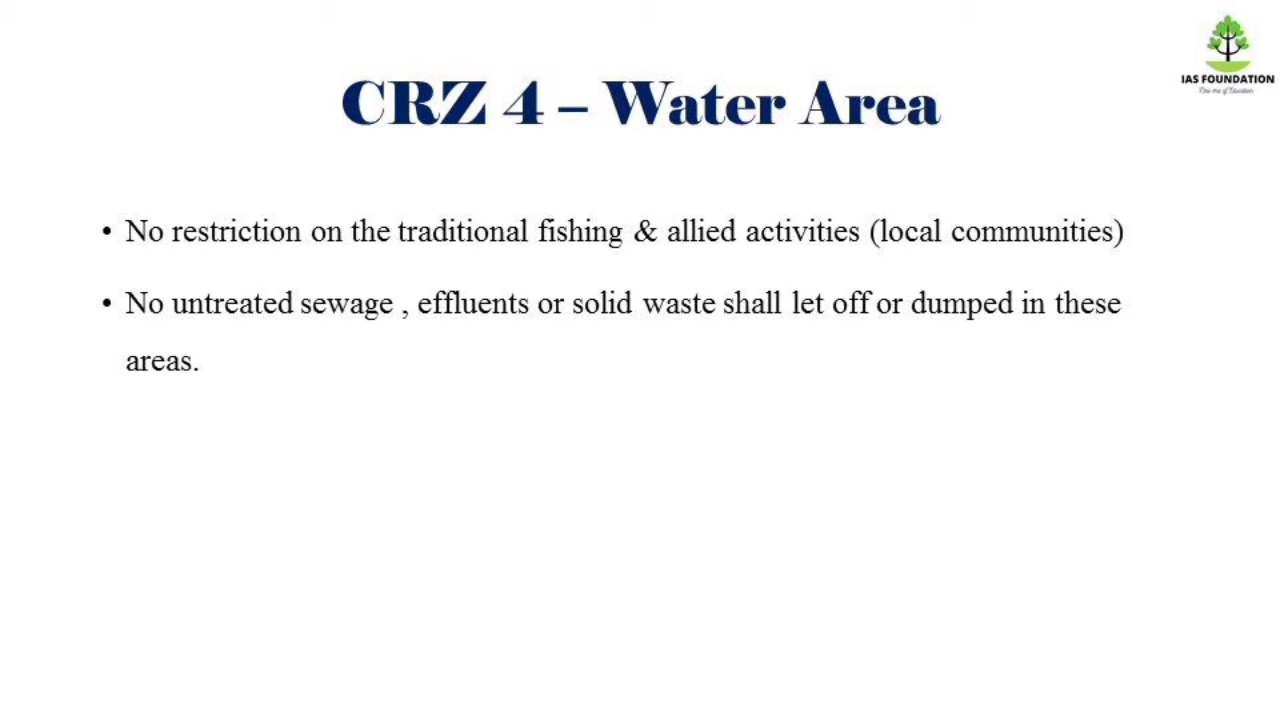 IAS FOUNDATION
CRZ 4 – Water Area
• No restriction on the traditional fishing & allied activities (local communities)
• No untreated sewage , effluents or solid waste shall let off or dumped in these
areas.